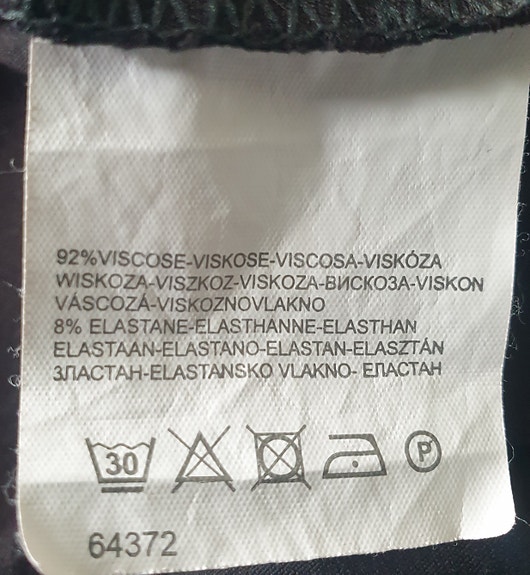 92%VISCOSE-VISKOSE-VISCOSA-VISKÓZA
WISKOZA-VISZKOZ-VISKOZA-ВИСКОЗА-VISKON
VÁSCOZÁ-VISKOZNOVLAKNO
8% ELASTANE-ELASTHANNE-ELASTHAN
ELASTAAN-ELASTANO-ELASTAN-ELASZTÁN
ЗЛАСТАН-ELASTANSKO VLAKNO- ЕЛАСТАН
30 P
64372